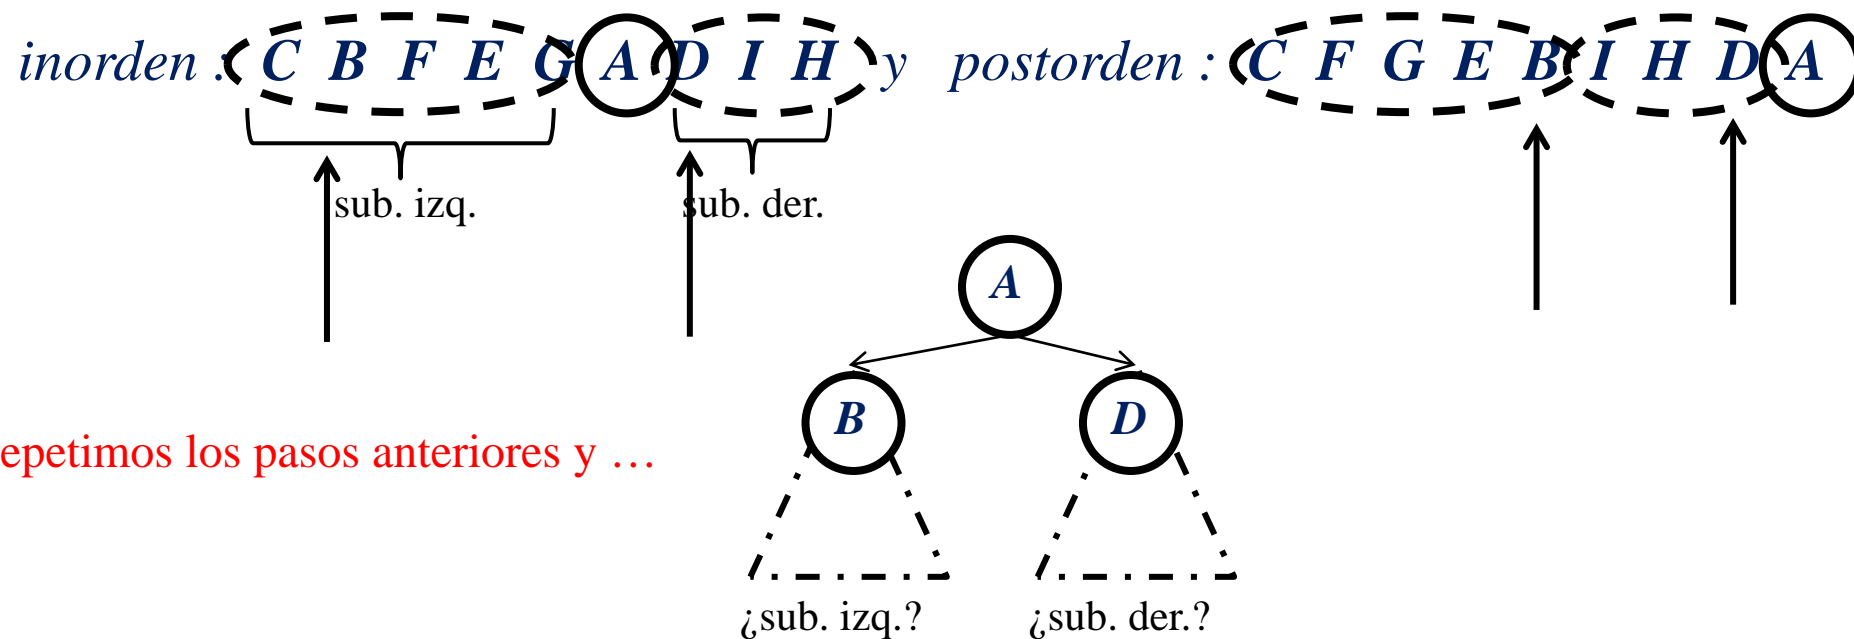 inorden : C B F E G A D I H y postorden : C F G E B I H D A
sub. izq. sub. der.
A
B D
epetimos los pasos anteriores y …
¿sub. izq.? ¿sub. der.?